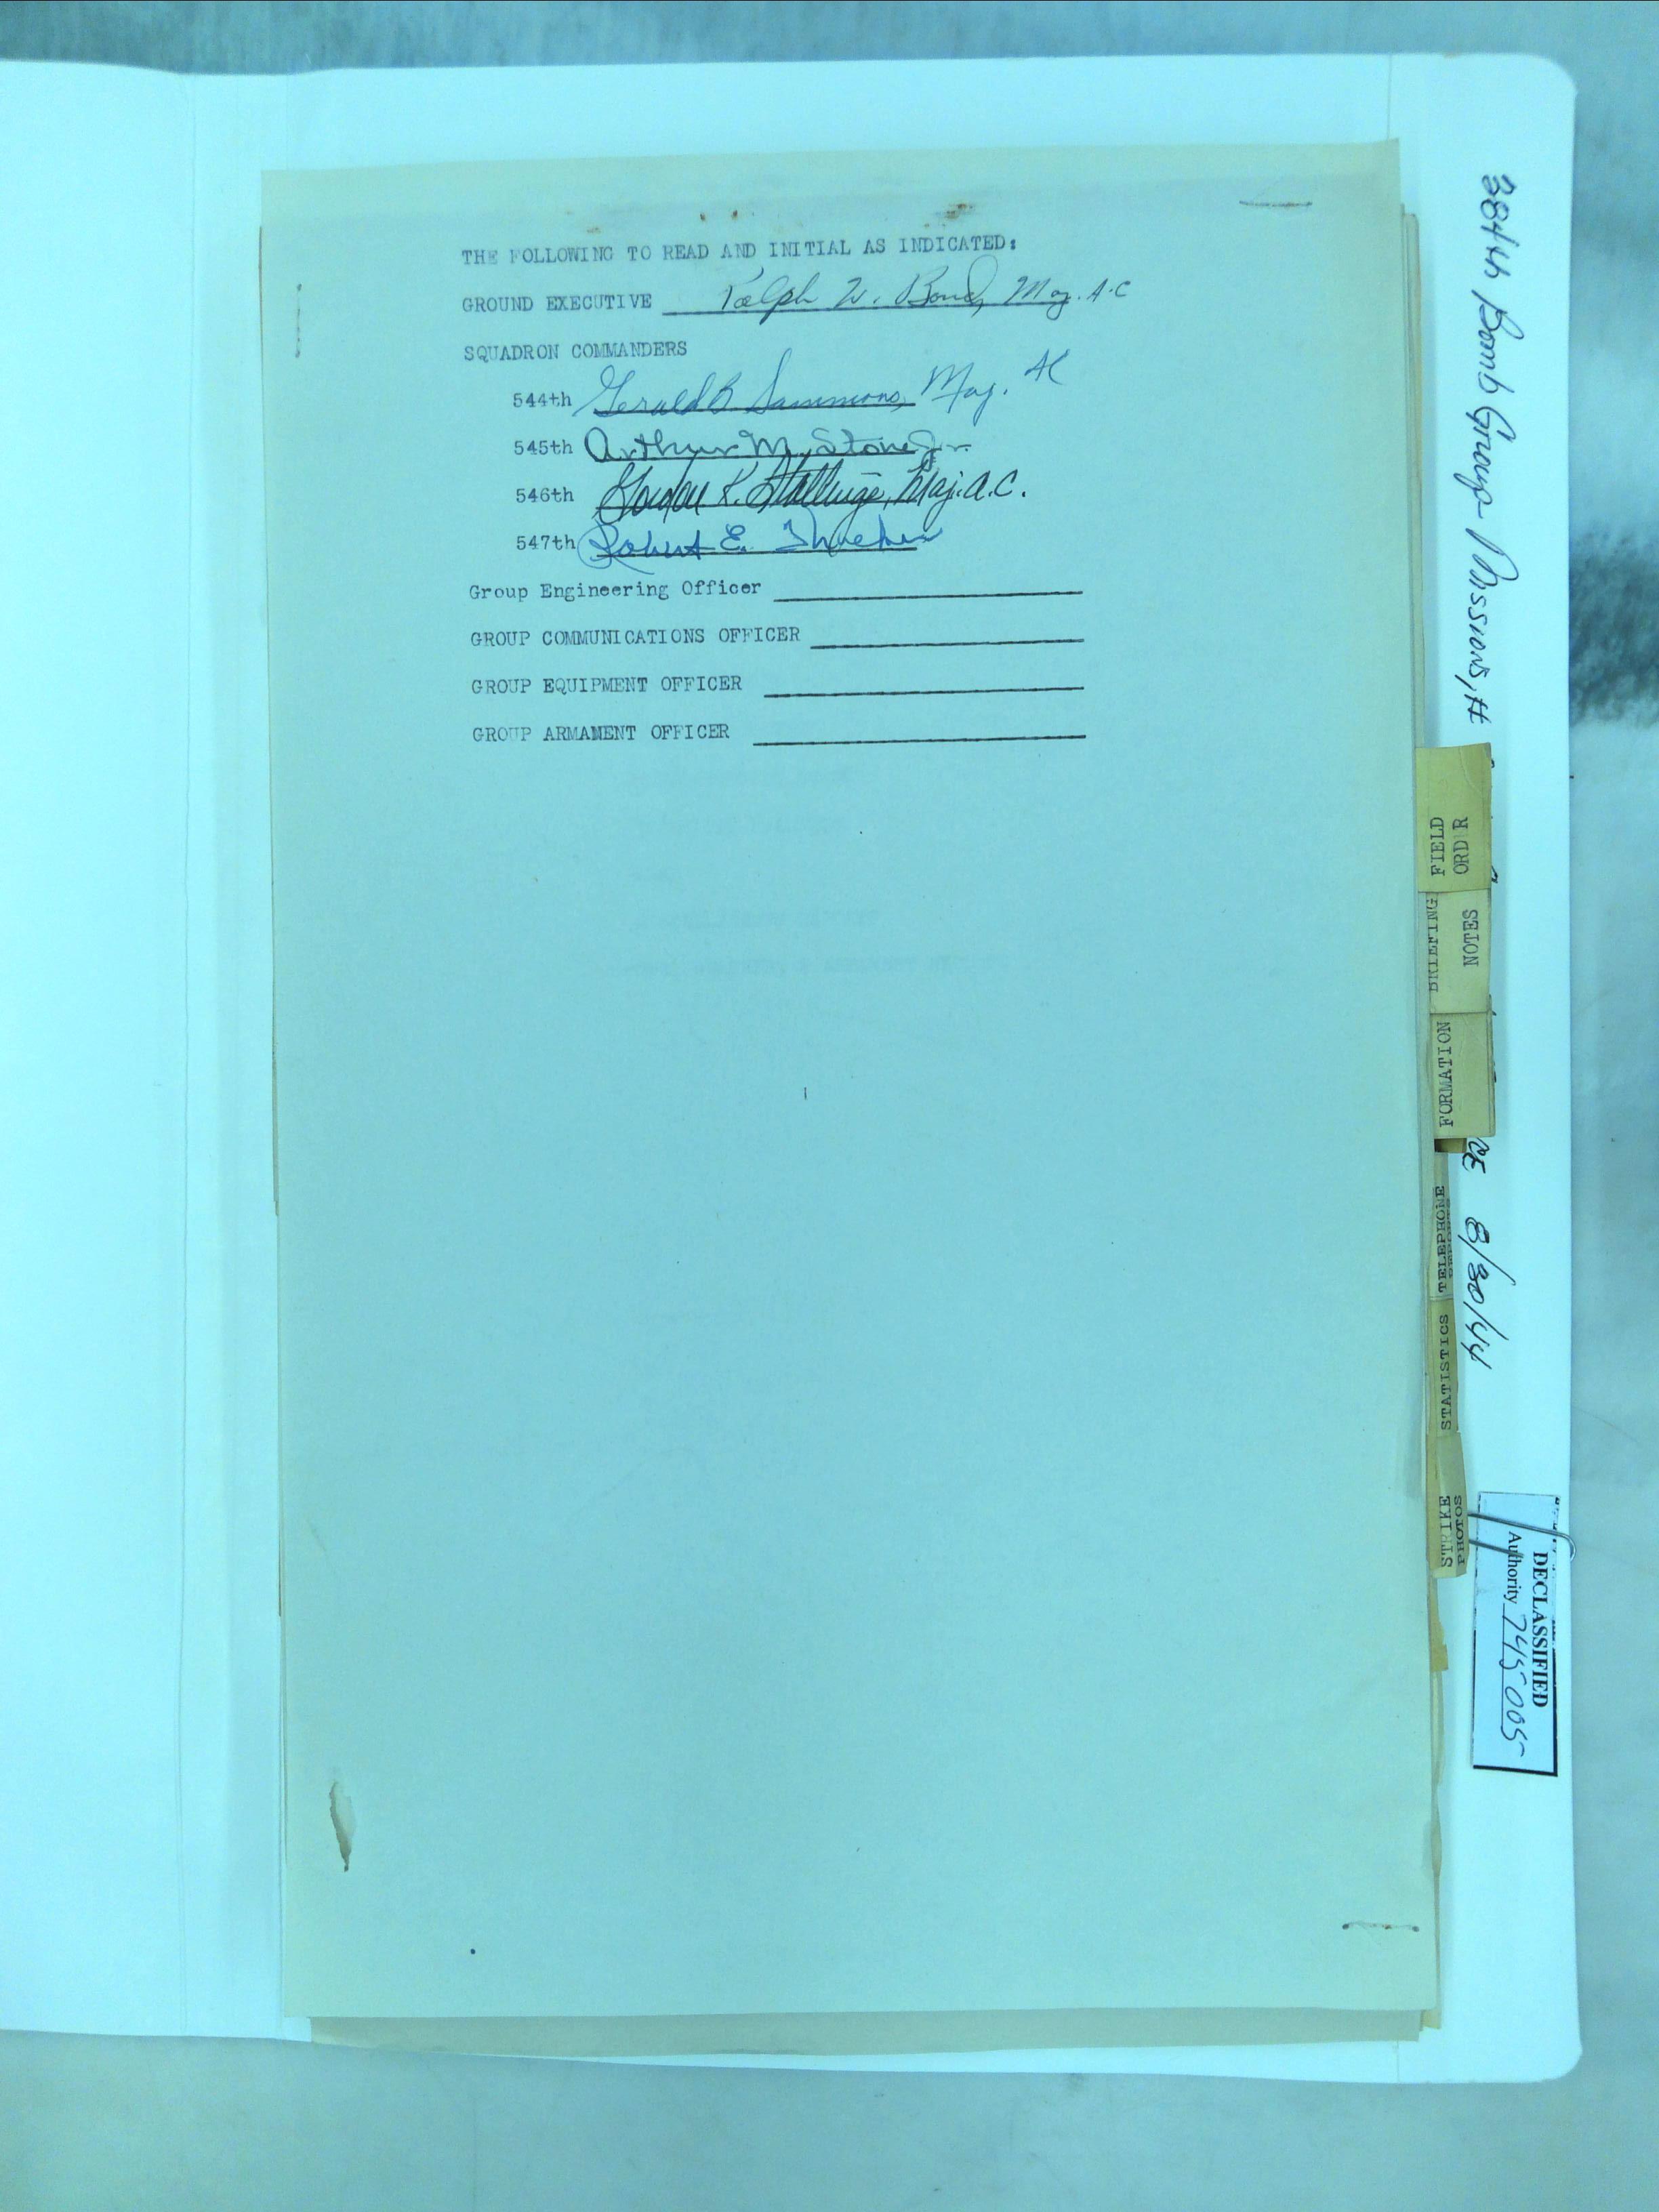 THE FOLLOWING TO READ AND INITIAL AS INDICATED:
GROUND EXECUTIVE Ralph W. Bond, Maj. A.C
SQUADRON COMMANDERS
544th Gerald B. Sammons, Maj. AC
545th Arthur M. Stone Jr.
546th Gordon K. Stallings, Maj. A.C.
547th Robert E.
Group Engineering Officer
GROUP COMMUNICATIONS OFFICER
GROUP EQUIPMENT OFFICER
GROUP ARMAMENT OFFICER
384th Bomb Group Missions, #
8/30/44
FIELD
ORD R
BRIEFING
NOTES
FORMATION
TELEPHONE
STATISTICS
STRIKE
PHOTOS
DECLASSIFIED
Authority 745005